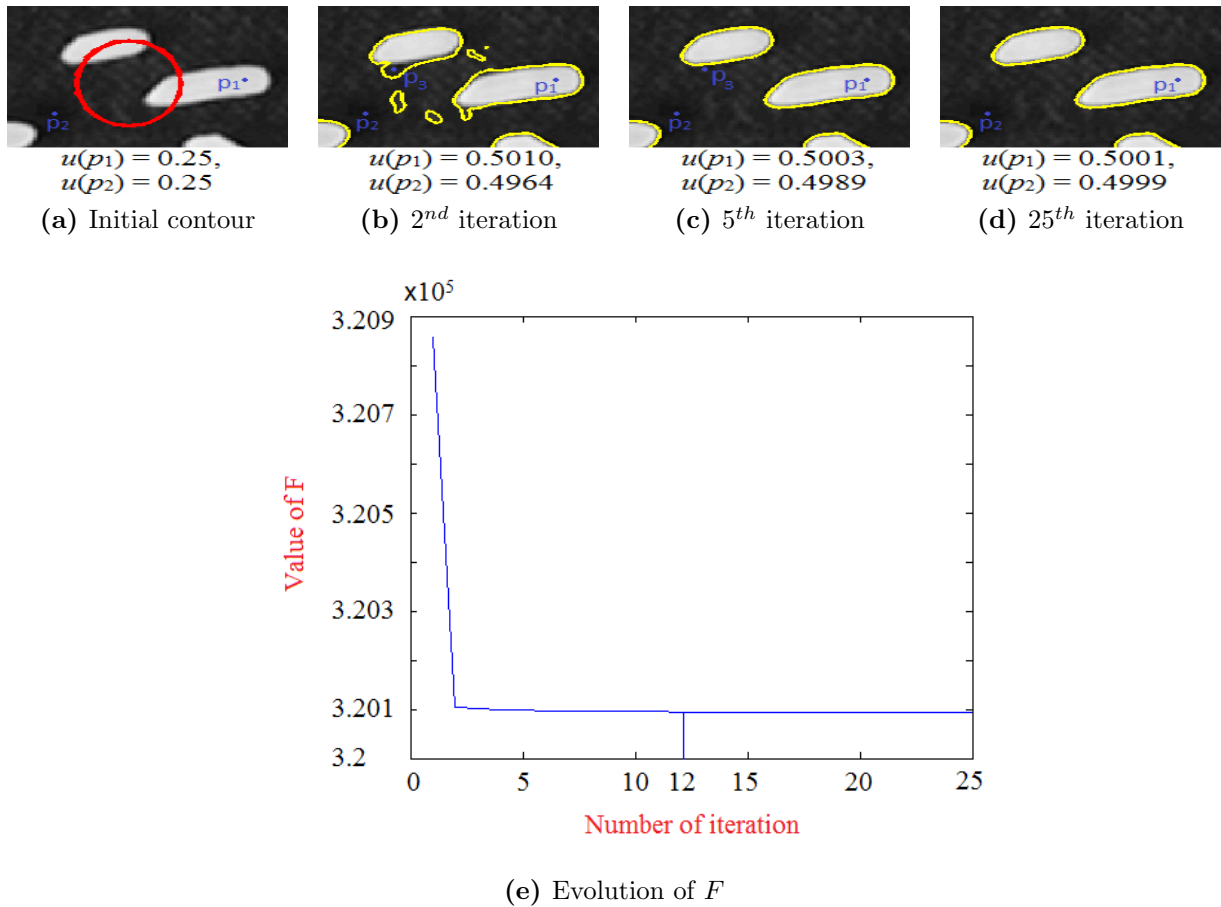 p₁
p₂
u(p₁) = 0.25,
u(p₂) = 0.25
(a) Initial contour
p₃
p₁
p₂
u(p₁) = 0.5010,
u(p₂) = 0.4964
(b) 2ⁿᵈ iteration
p₃
p₁
p₂
u(p₁) = 0.5003,
u(p₂) = 0.4989
(c) 5ᵗʰ iteration
p₁
p₂
u(p₁) = 0.5001,
u(p₂) = 0.4999
(d) 25ᵗʰ iteration
x10⁵
3.209
3.207
3.205
3.203
3.201
3.2
Value of F
0 5 10 12 15 20 25
Number of iteration
(e) Evolution of F